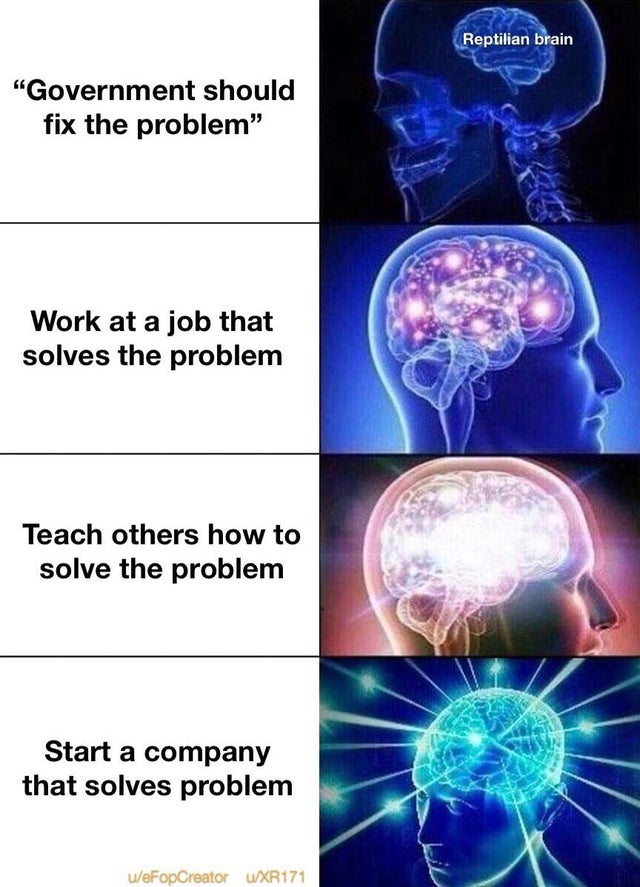 “Government should
fix the problem”
Reptilian brain
Work at a job that
solves the problem
Teach others how to
solve the problem
Start a company
that solves problem
u/eFopCreator u/XR171